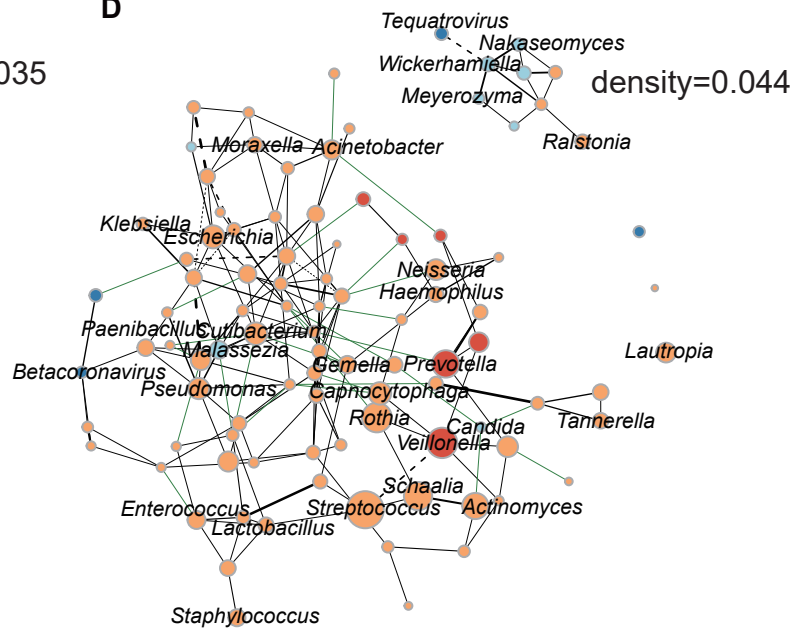 D
Tequatrovirus
Nakaseomyces
035
Wickerhamiella
density=0.044
Meyerozyma
Moraxella
Acinetobacter
Ralstonia
Klebsiella
Escherichia
Neisseria
Haemophilus
Paenibacillus
Cutibacterium
Malassezia
Gemella
Prevotella
Lautropia
Betacoronavirus
Pseudomonas
Capnocytophaga
Rothia
Candida
Tannerella
Veillonella
Schaalia
Enterococcus
Streptococcus
Actinomyces
Lactobacillus
Staphylococcus